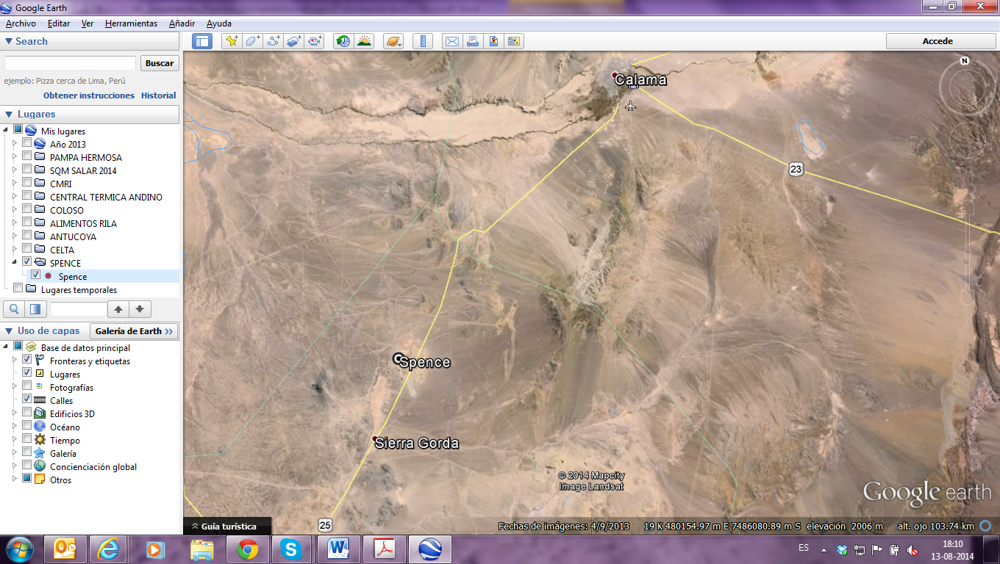 Google Earth
Archivo Editar Ver Herramientas Añadir Ayuda
Search
Buscar
ejemplo: Pizza cerca de Lima, Perú
Obtener instrucciones Historial
Lugares
Mis lugares
Año 2013
PAMPA HERMOSA
SQM SALAR 2014
CMRI
CENTRAL TERMICA ANDINO
COLOSO
ALIMENTOS RILA
ANTUCOYA
CELTA
SPENCE
Spence
Lugares temporales
Uso de capas Galería de Earth >>
Base de datos principal
Fronteras y etiquetas
Lugares
Fotografías
Calles
Edificios 3D
Océano
Tiempo
Galería
Concienciación global
Otros
Accede
N
Calama
23
Spence
Sierra Gorda
© 2014 Mapcity
Image Landsat
Google earth
25
Guía turística
Fechas de imágenes: 4/9/2013 19 K 480154.97 m E 7486080.89 m S elevación 2006 m alt. ojo 103.74 km
ES
18:10
13-08-2014